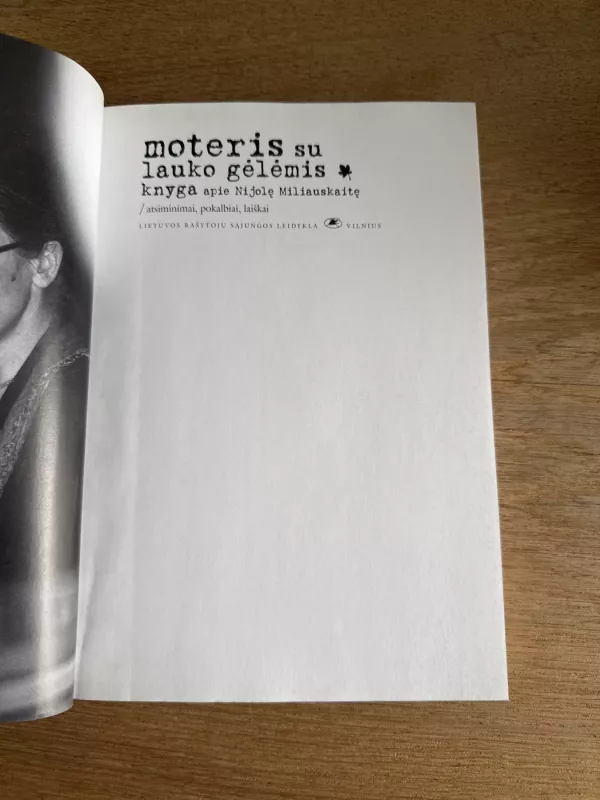 moteris su
lauko gėlėmis
knyga apie Nijolę Miliauskaitę
/ atsiminimai, pokalbiai, laiškai
LIETUVOS RAŠYTOJŲ SĄJUNGOS LEIDYKLA VILNIUS